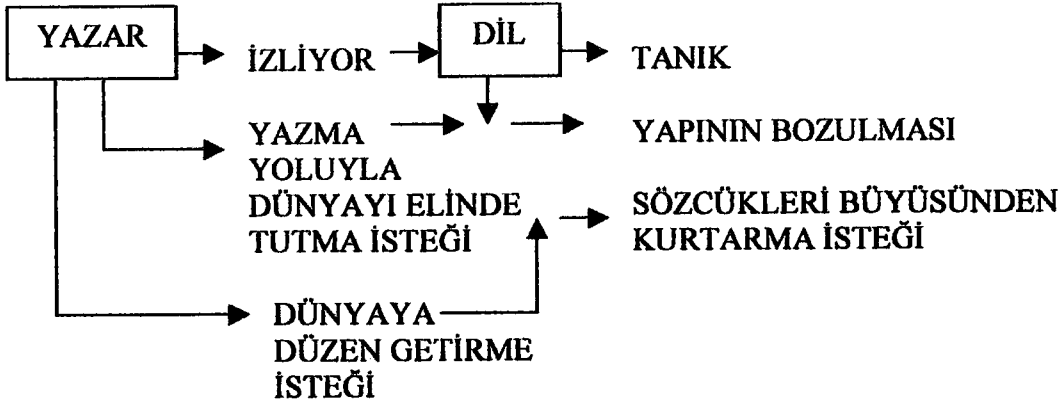 YAZAR
İZLİYOR
DİL
TANIK
YAZMA
YOLUYLA
DÜNYAYI ELİNDE
TUTMA İSTEĞİ
YAPININ BOZULMASI
SÖZCÜKLERİ BÜYÜSÜNDEN
KURTARMA İSTEĞİ
DÜNYAYA
DÜZEN GETİRME
İSTEĞİ